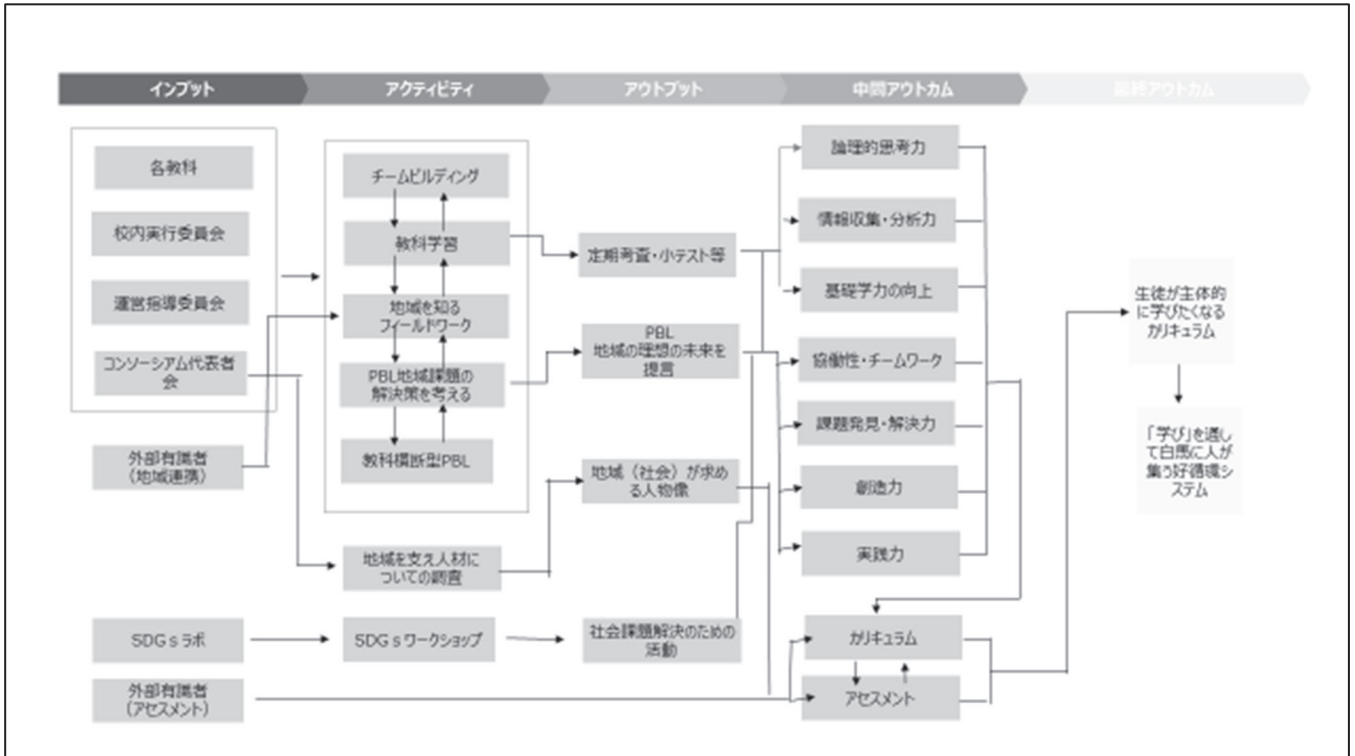 インプット
アクティビティ
アウトプット
中間アウトカム
最終アウトカム
各教科
校内実行委員会
運営指導委員会
コンソーシアム代表者
会
外部有識者
(地域連携)
SDGsラボ
外部有識者
(アセスメント)
チームビルディング
教科学習
地域を知る
フィールドワーク
PBL地域課題の
解決策を考える
教科横断型PBL
地域を支え人材に
ついての調査
SDGsワークショップ
定期考査・小テスト等
PBL
地域の理想の未来を
提言
地域（社会）が求め
る人物像
社会課題解決のための
活動
論理的思考力
情報収集・分析力
基礎学力の向上
協働性・チームワーク
課題発見・解決力
創造力
実践力
カリキュラム
アセスメント
生徒が主体的
に学びたくなる
カリキュラム
「学び」を通し
て白馬に人が
集う好循環シ
ステム